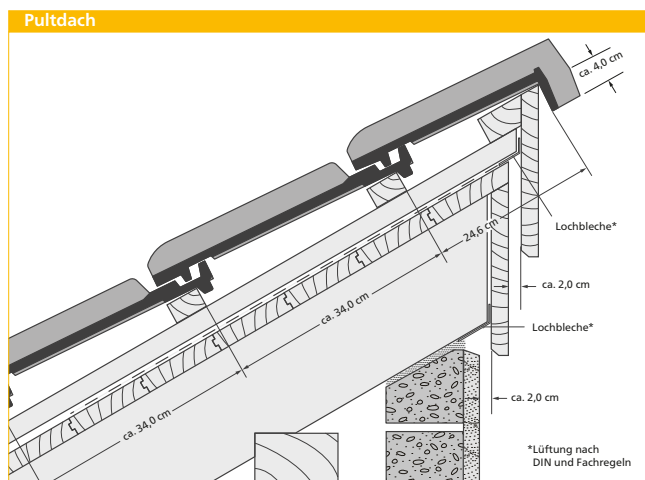 Pultdach
ca. 4,0 cm
Lochbleche*
24,6 cm
ca. 2,0 cm
ca. 34,0 cm
Lochbleche*
ca. 2,0 cm
ca. 34,0 cm
*Lüftung nach
DIN und Fachregeln